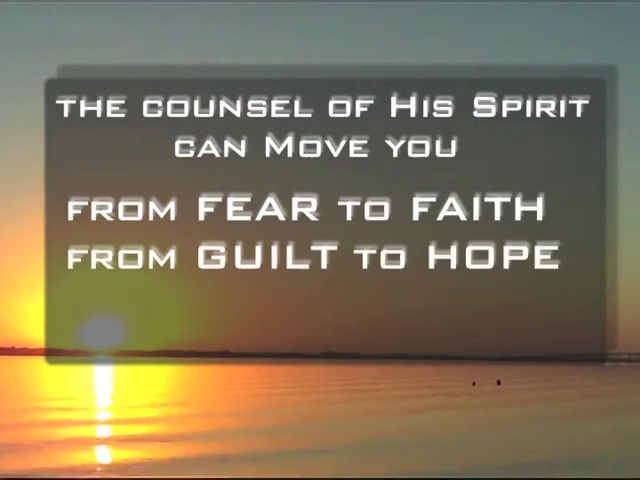 THE COUNSEL OF HIS SPIRIT
CAN MOVE YOU
FROM FEAR TO FAITH
FROM GUILT TO HOPE